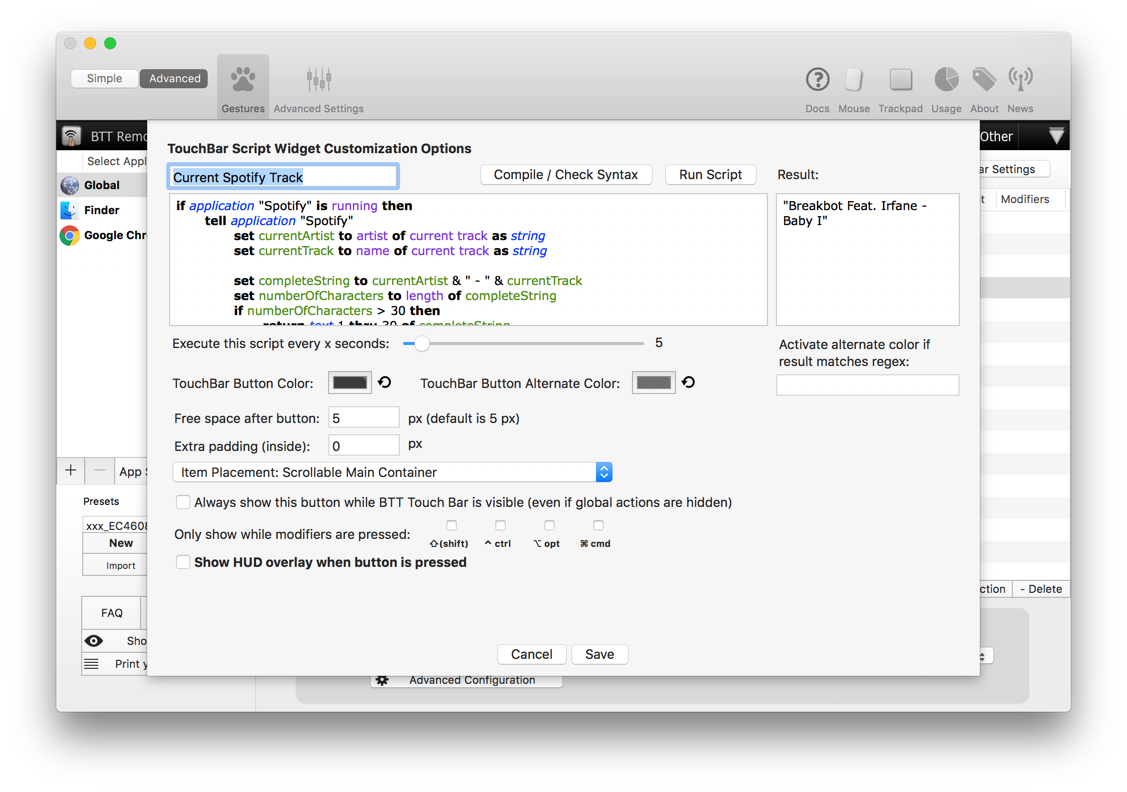 Simple
Advanced
Gestures
Advanced Settings
Docs
Mouse
Trackpad
Usage
About
News
BTT Remo
Other
Select Appl
ar Settings
Global
Finder
Google Chr
t
Modifiers
TouchBar Script Widget Customization Options
Current Spotify Track
Compile / Check Syntax
Run Script
Result:
if application "Spotify" is running then
tell application "Spotify"
set currentArtist to artist of current track as string
set currentTrack to name of current track as string
set completeString to currentArtist & " - " & currentTrack
set numberOfCharacters to length of completeString
if numberOfCharacters > 30 then
return text 1 thru 30 of completeString
"Breakbot Feat. Irfane -
Baby I"
Execute this script every x seconds:
5
Activate alternate color if
result matches regex:
TouchBar Button Color:
TouchBar Button Alternate Color:
Free space after button:
5
px (default is 5 px)
Extra padding (inside):
0
px
Item Placement: Scrollable Main Container
Always show this button while BTT Touch Bar is visible (even if global actions are hidden)
Only show while modifiers are pressed:
⇧(shift)
⌃ ctrl
⌥ opt
⌘ cmd
Show HUD overlay when button is pressed
Cancel
Save
+
−
App S
Presets
xxx_EC4608
New
Import
FAQ
Sho
Print y
ction
- Delete
Advanced Configuration